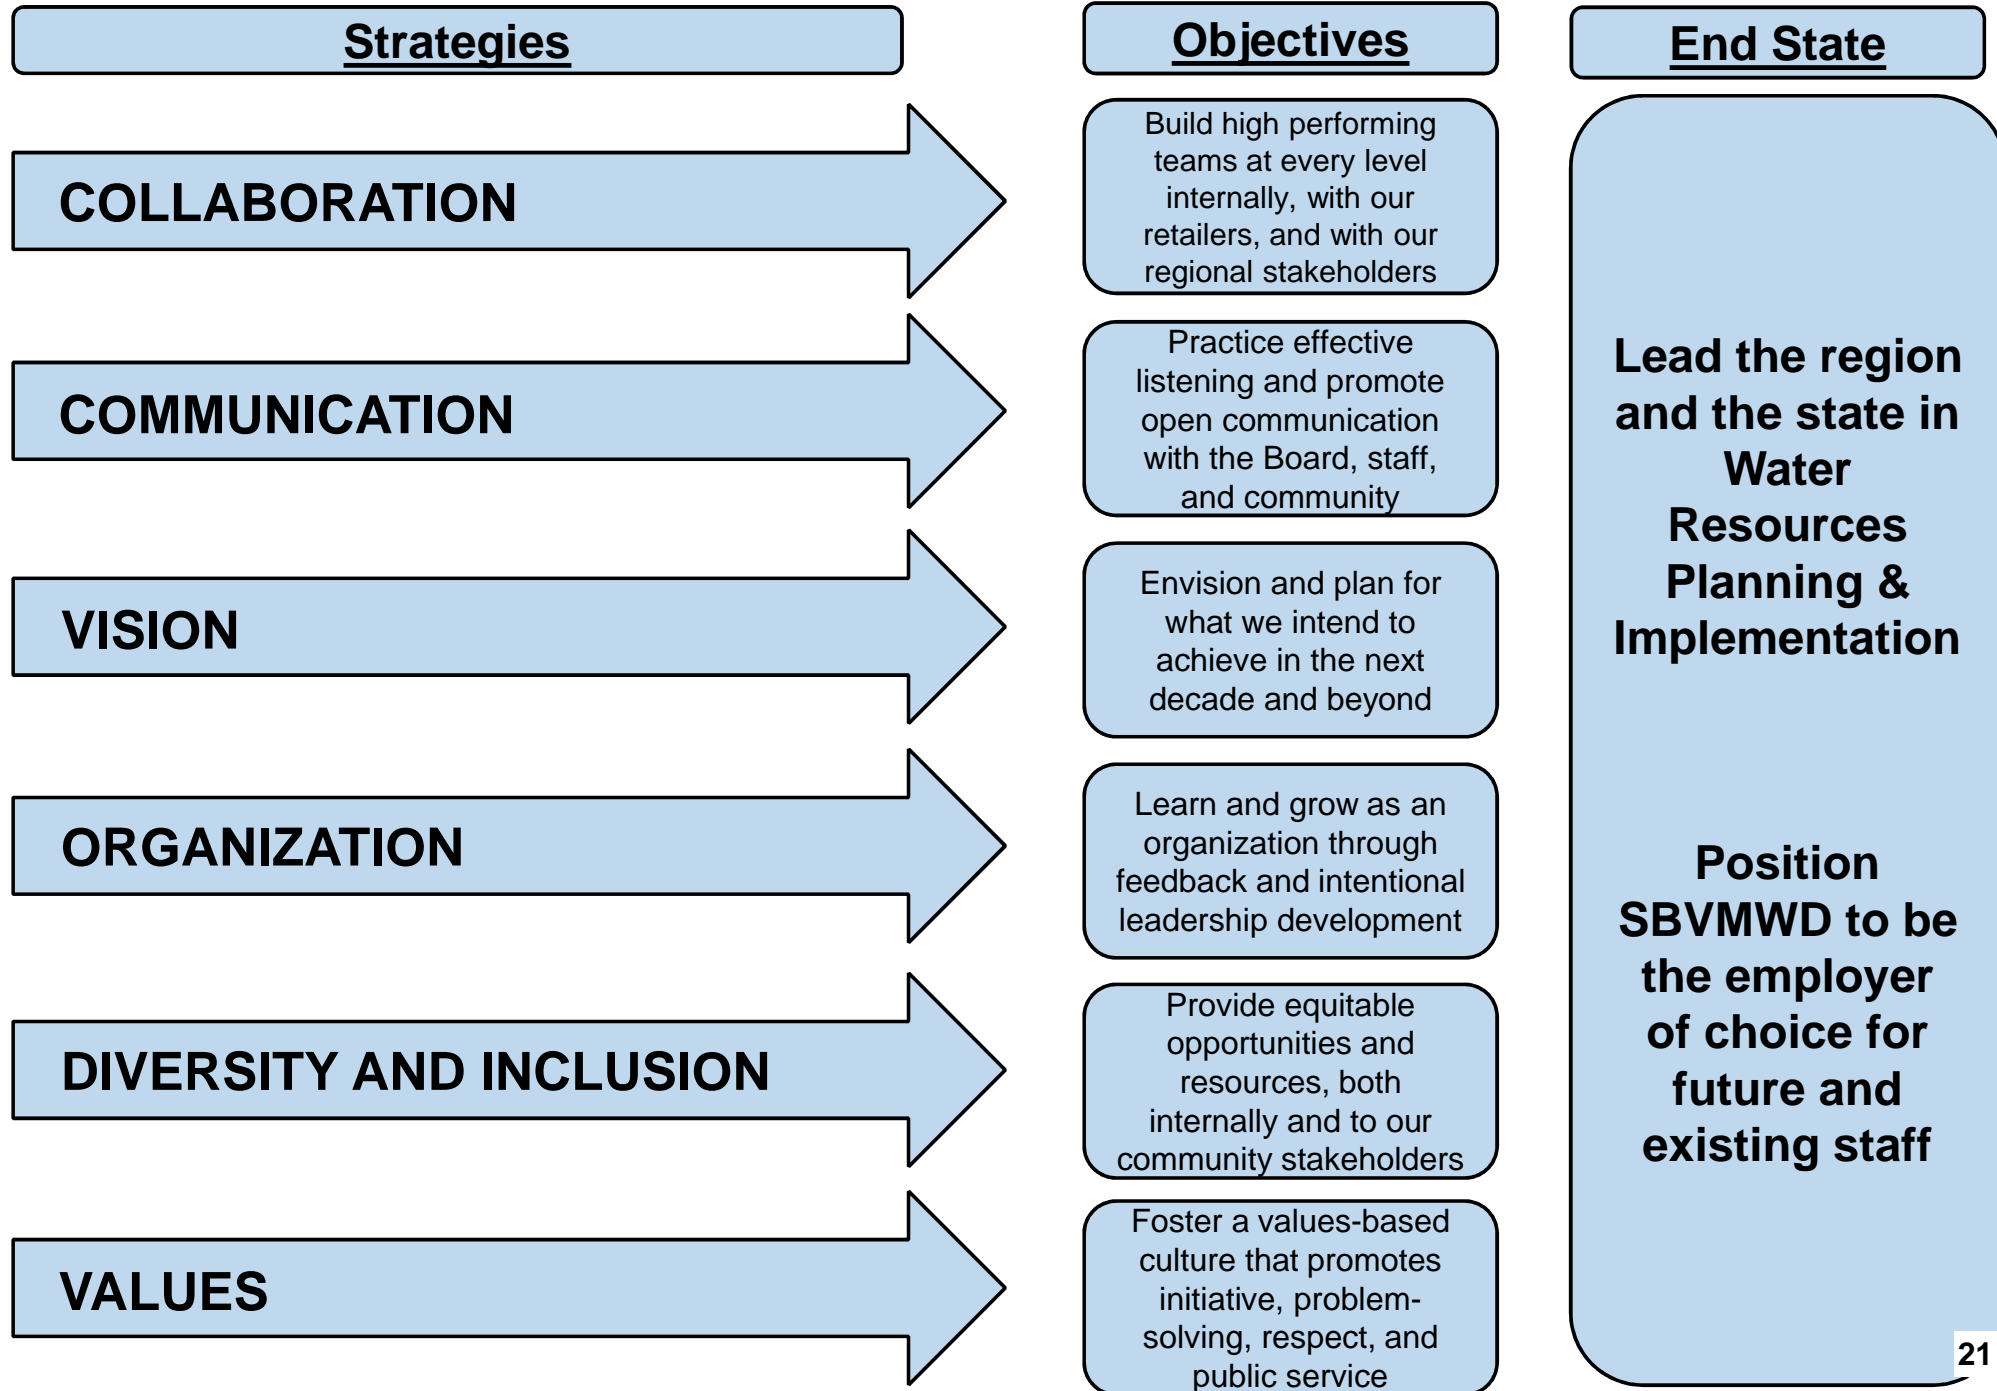 Strategies
Objectives
End State
COLLABORATION
Build high performing
teams at every level
internally, with our
retailers, and with our
regional stakeholders
COMMUNICATION
Practice effective
listening and promote
open communication
with the Board, staff,
and community
VISION
Envision and plan for
what we intend to
achieve in the next
decade and beyond
ORGANIZATION
Learn and grow as an
organization through
feedback and intentional
leadership development
DIVERSITY AND INCLUSION
Provide equitable
opportunities and
resources, both
internally and to our
community stakeholders
VALUES
Foster a values-based
culture that promotes
initiative, problem-
solving, respect, and
public service
Lead the region
and the state in
Water
Resources
Planning &
Implementation
Position
SBVMWD to be
the employer
of choice for
future and
existing staff
21